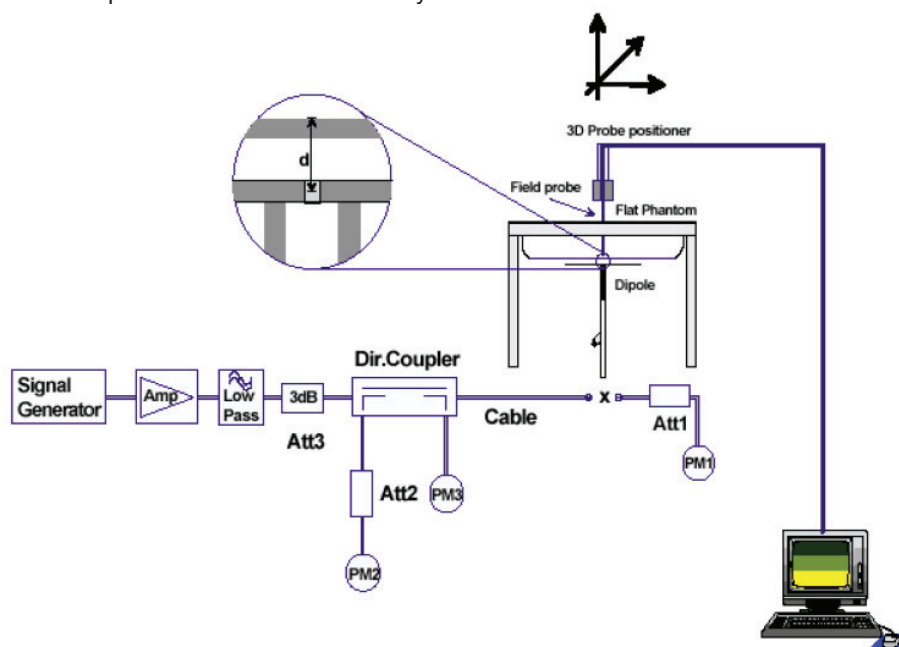 3D Probe positioner
d
Field probe
Flat Phantom
Dipole
Dir.Coupler
Signal
Generator
Amp
Low
Pass
3dB
Att3
Cable
x
Att1
PM1
Att2
PM3
PM2